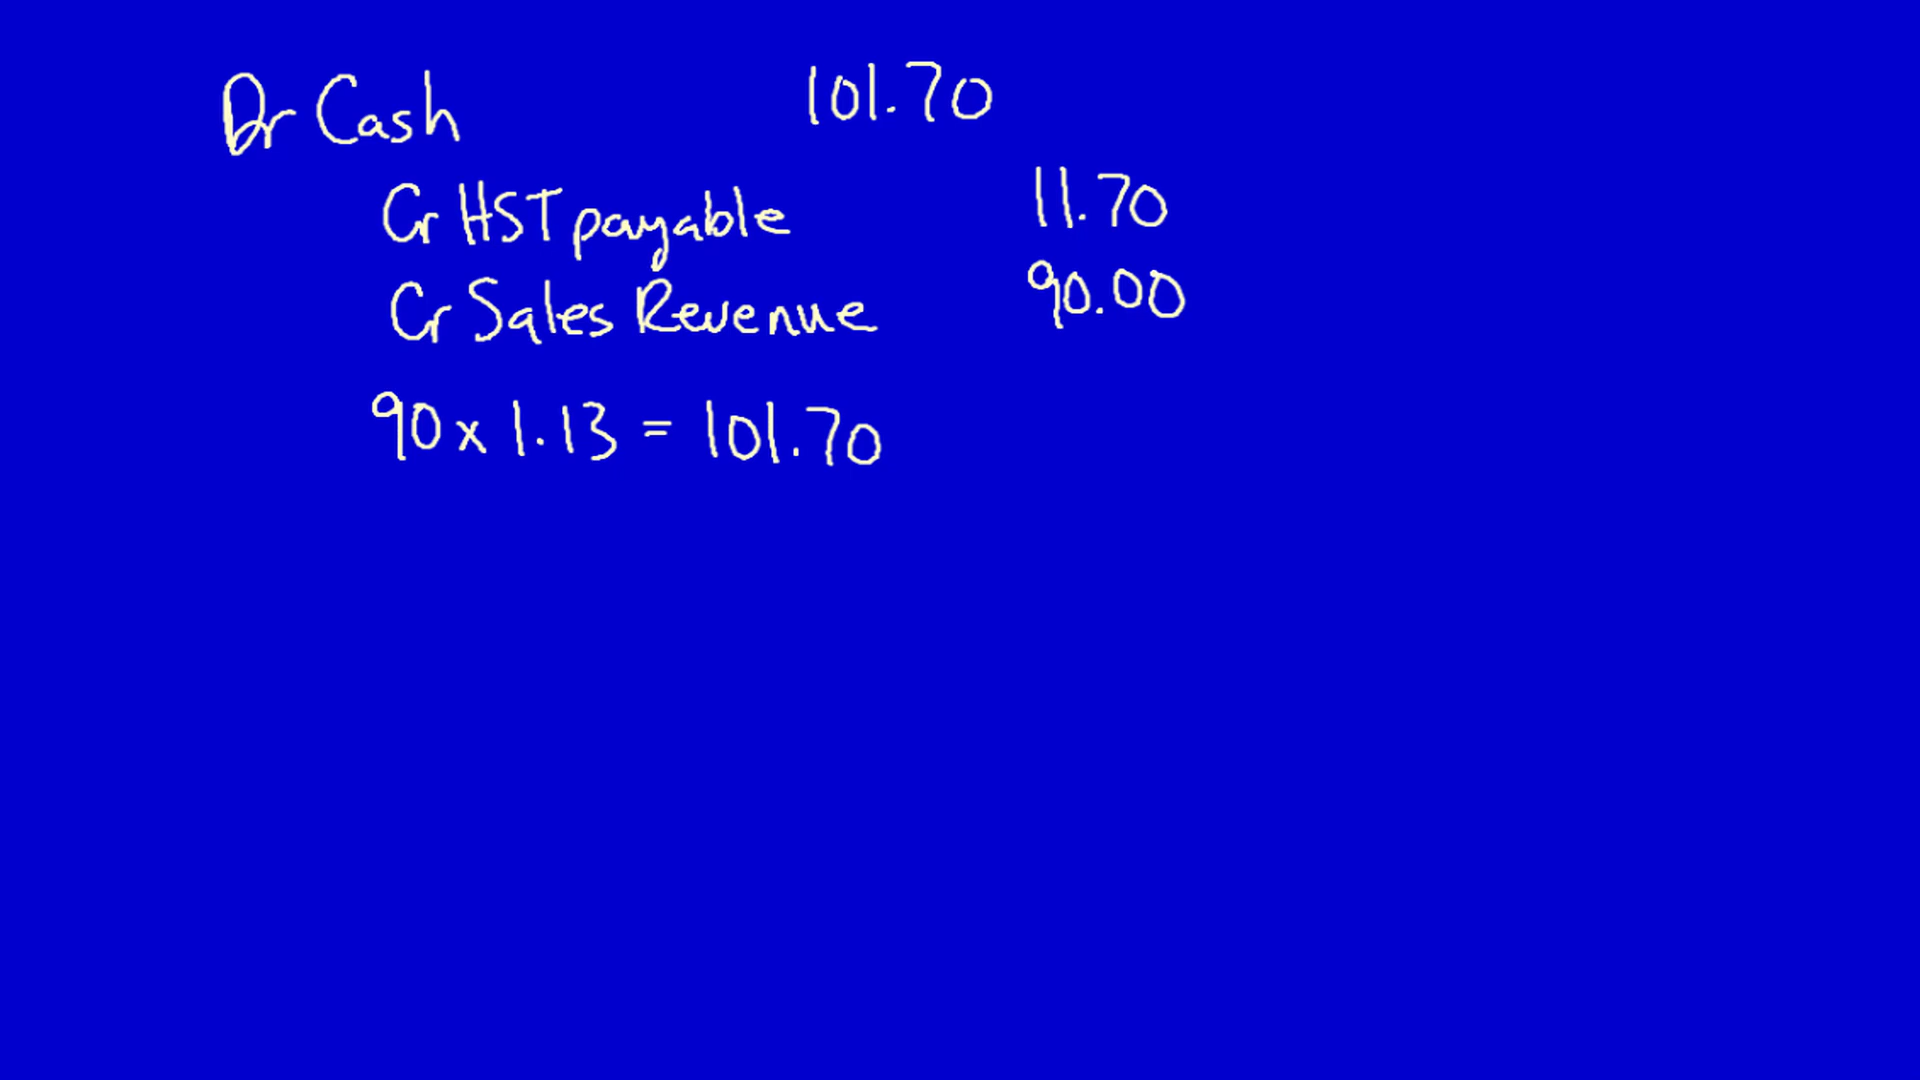 Dr Cash 101.70
Cr HST payable 11.70
Cr Sales Revenue 90.00
90 x 1.13 = 101.70